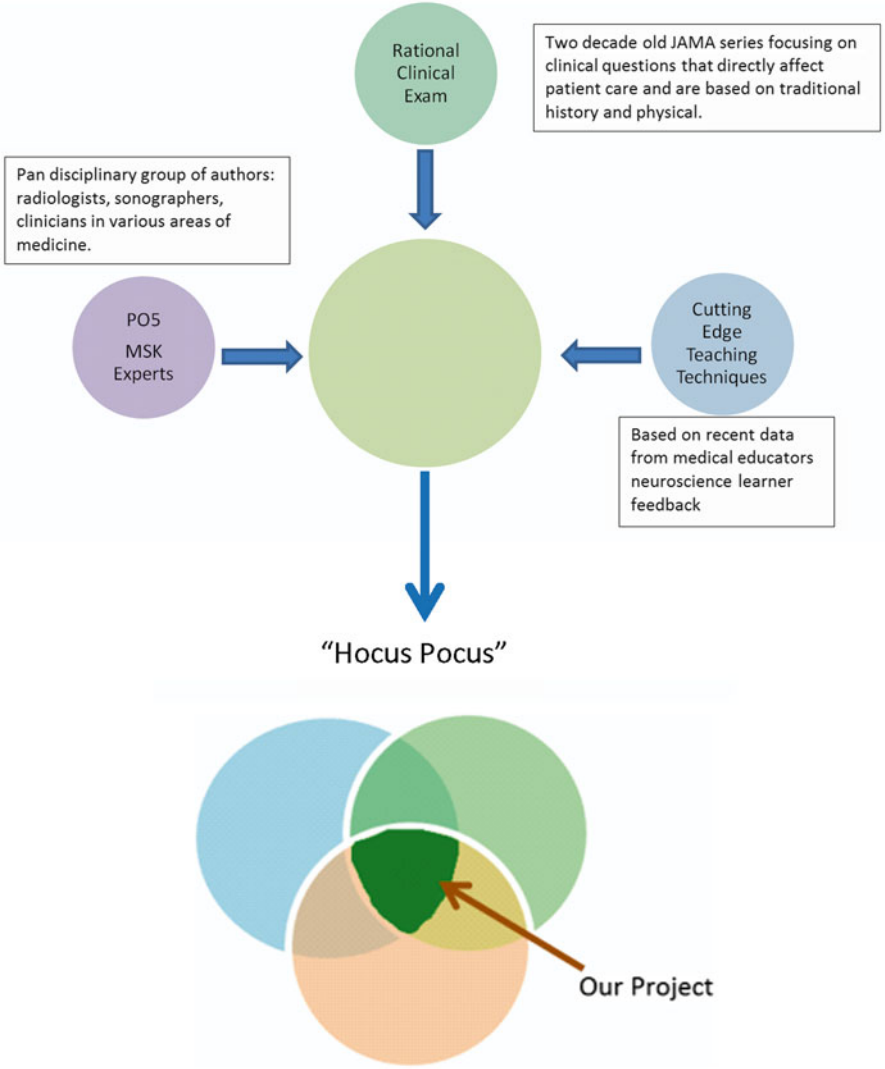 Rational
Clinical
Exam
Two decade old JAMA series focusing on
clinical questions that directly affect
patient care and are based on traditional
history and physical.
Pan disciplinary group of authors:
radiologists, sonographers,
clinicians in various areas of
medicine.
PO5
MSK
Experts
Cutting
Edge
Teaching
Techniques
Based on recent data
from medical educators
neuroscience learner
feedback
“Hocus Pocus”
Our Project